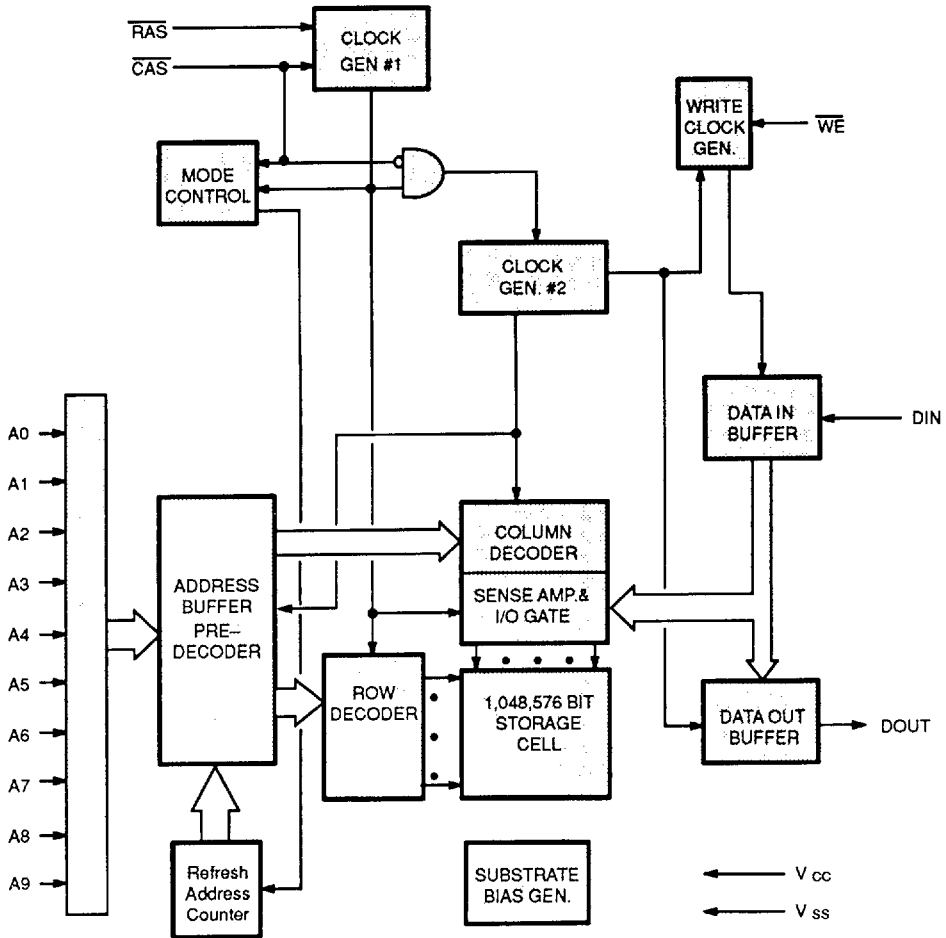 RAS
CAS
CLOCK
GEN #1
WRITE
CLOCK
GEN.
WE
MODE
CONTROL
CLOCK
GEN. #2
DATA IN
BUFFER
DIN
A0
A1
A2
A3
A4
A5
A6
A7
A8
A9
ADDRESS
BUFFER
PRE–
DECODER
COLUMN
DECODER
SENSE AMP.&
I/O GATE
ROW
DECODER
1,048,576 BIT
STORAGE
CELL
DATA OUT
BUFFER
DOUT
Refresh
Address
Counter
SUBSTRATE
BIAS GEN.
V CC
V SS